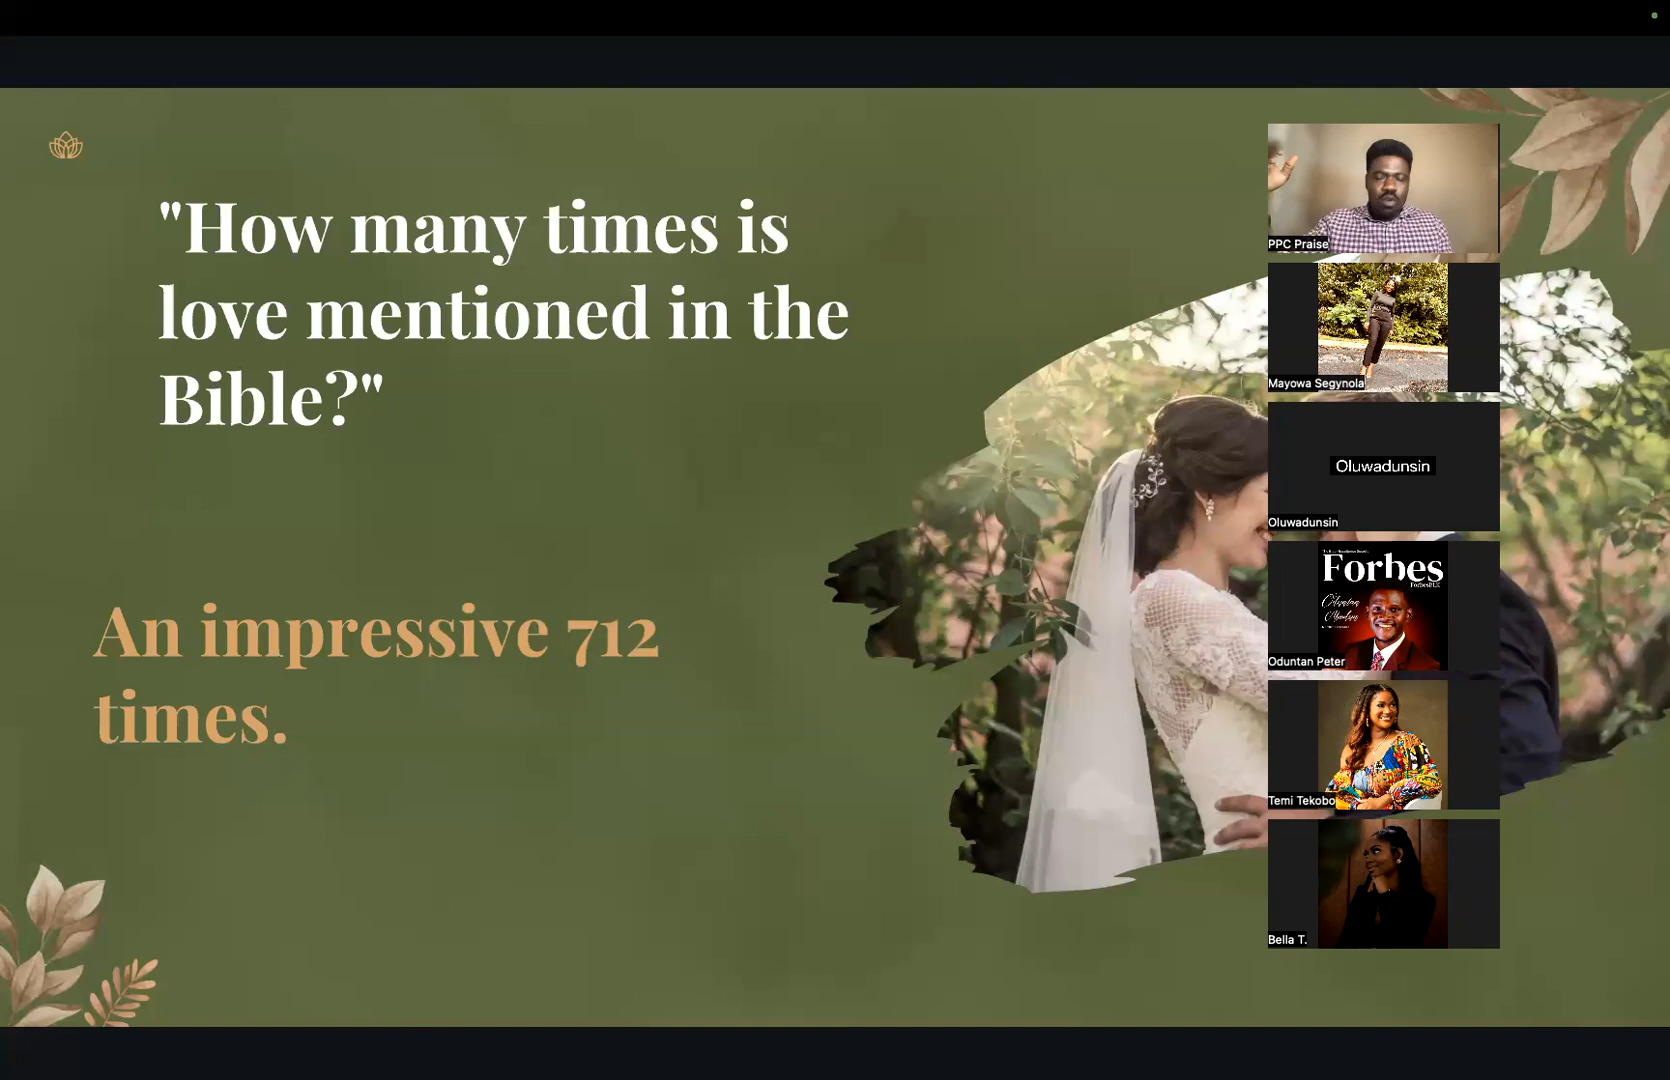 "How many times is
love mentioned in the
Bible?"
An impressive 712
times.
PPC Praise
Mayowa Segynola
Oluwadunsin
Oluwadunsin
Forbes
Oduntan Peter
Temi Tekobo
Bella T.